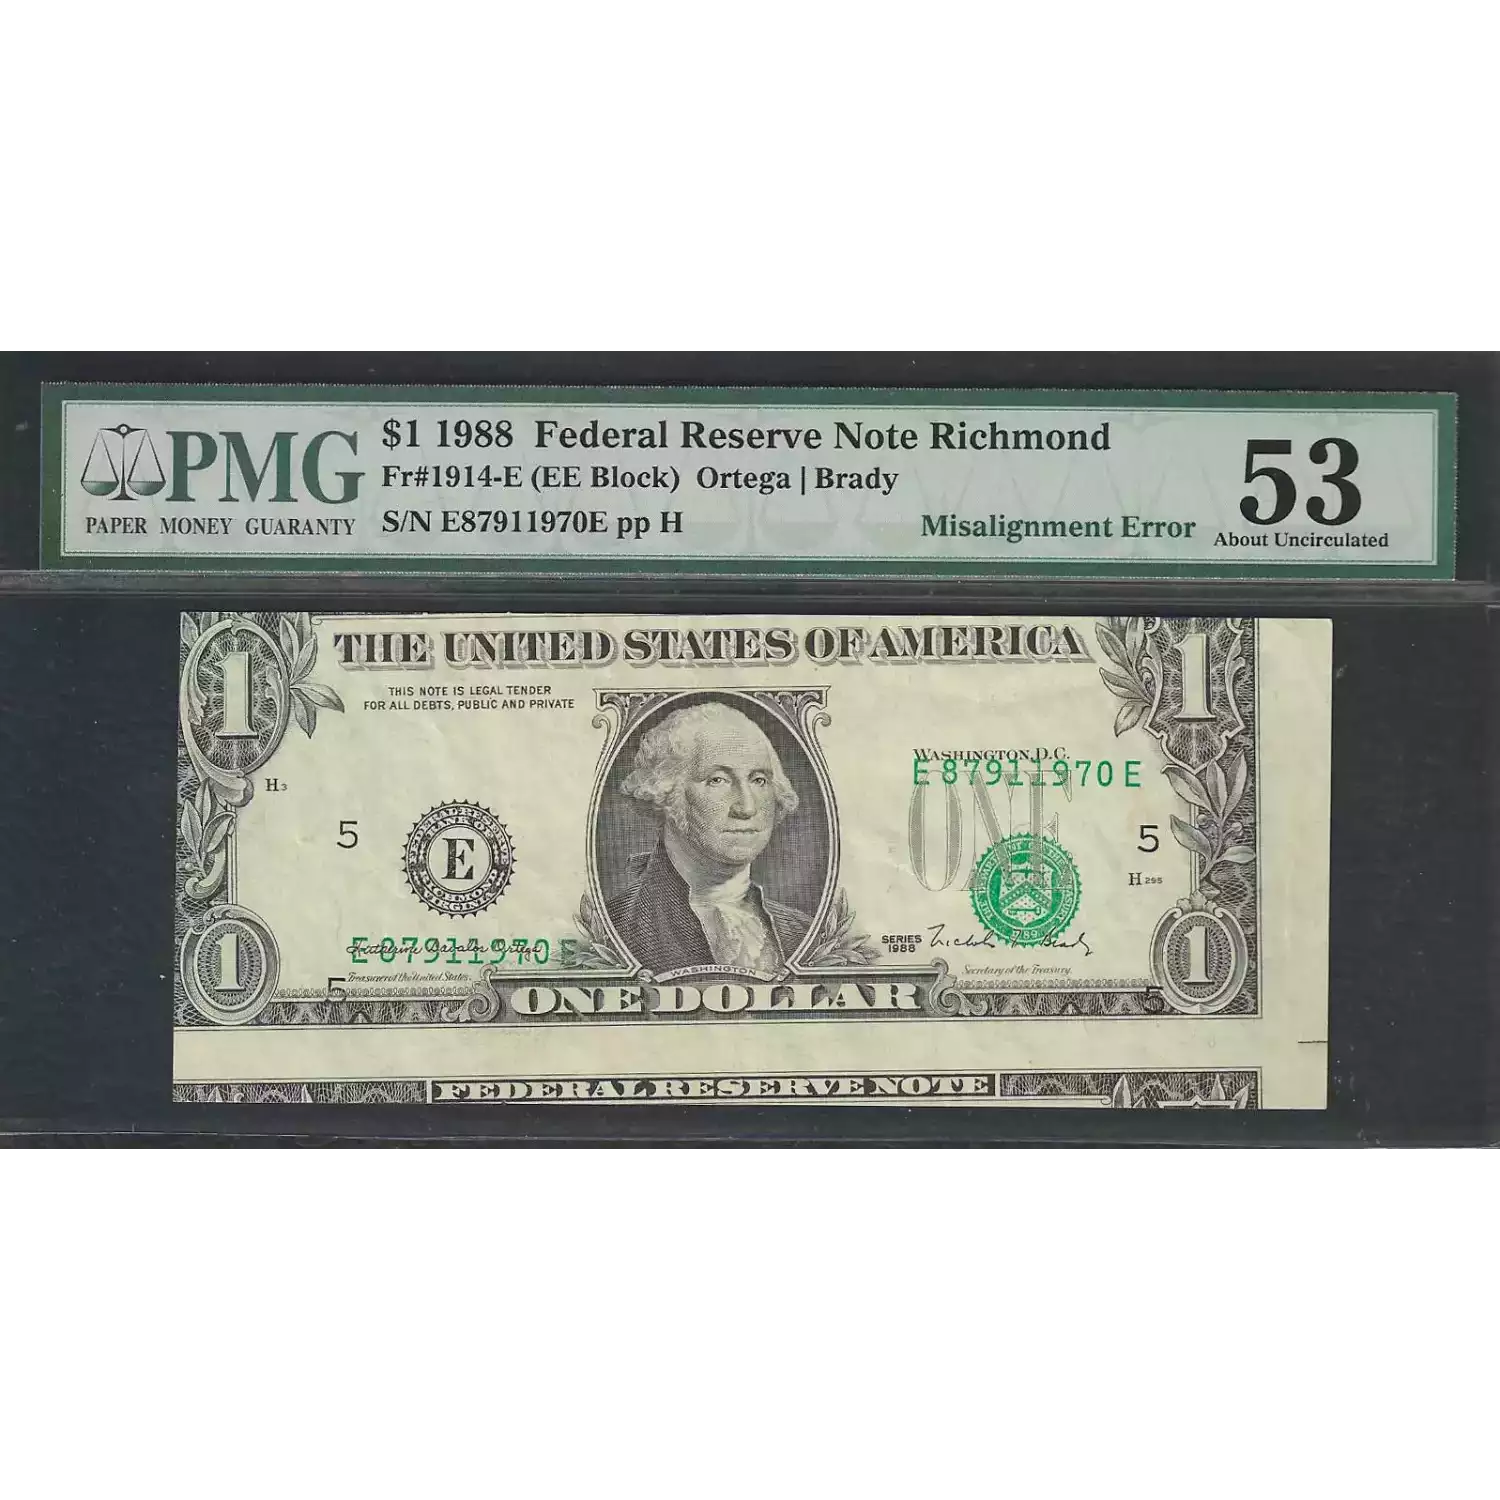 PMG
PAPER MONEY GUARANTY
$1 1988 Federal Reserve Note Richmond
Fr#1914-E (EE Block) Ortega | Brady
S/N E87911970E pp H
Misalignment Error
53
About Uncirculated
THE UNITED STATES OF AMERICA
1
1
THIS NOTE IS LEGAL TENDER
FOR ALL DEBTS, PUBLIC AND PRIVATE
WASHINGTON, D.C.
E 87911970 E
H3
ONE
5
5
E
H 295
E 87911970 E
SERIES
1988
Treasurer of the United States.
Secretary of the Treasury.
WASHINGTON
1
1
5
5
ONE DOLLAR
FEDERAL RESERVE NOTE